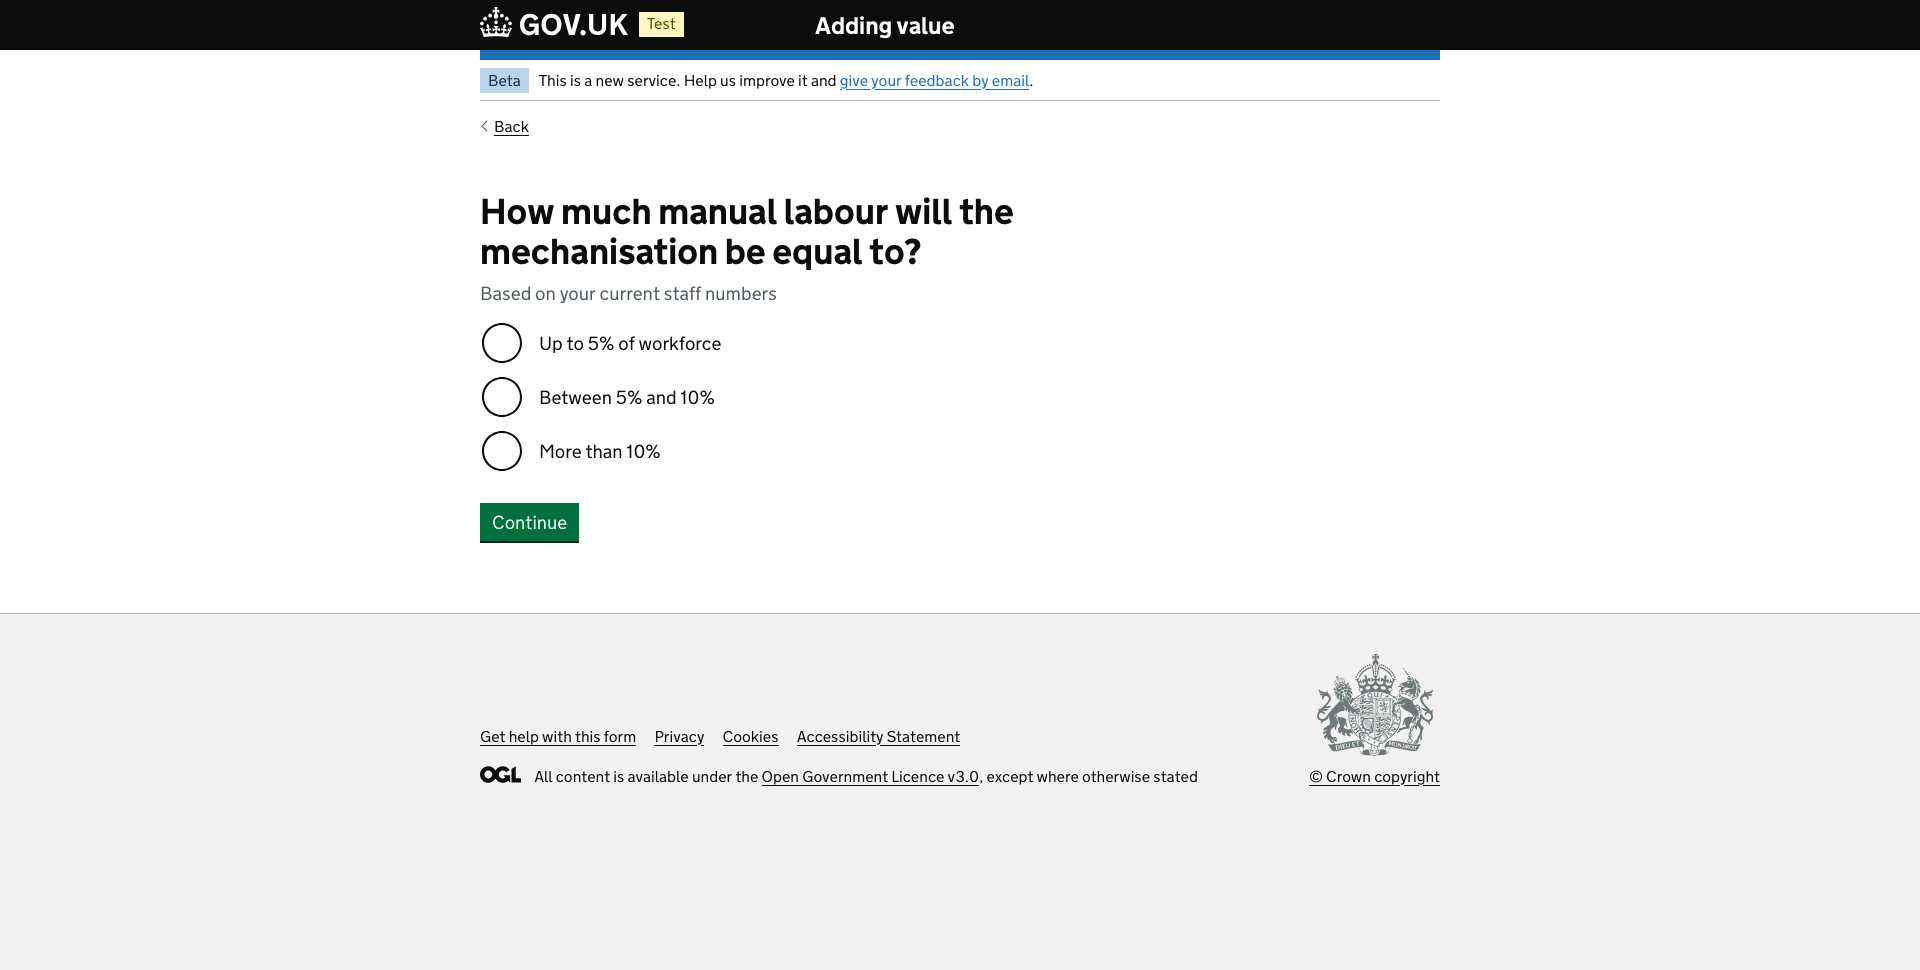 GOV.UK Test Adding value
Beta This is a new service. Help us improve it and give your feedback by email.
Back
How much manual labour will the
mechanisation be equal to?
Based on your current staff numbers
Up to 5% of workforce
Between 5% and 10%
More than 10%
Continue
Get help with this form Privacy Cookies Accessibility Statement
OGL All content is available under the Open Government Licence v3.0, except where otherwise stated
© Crown copyright